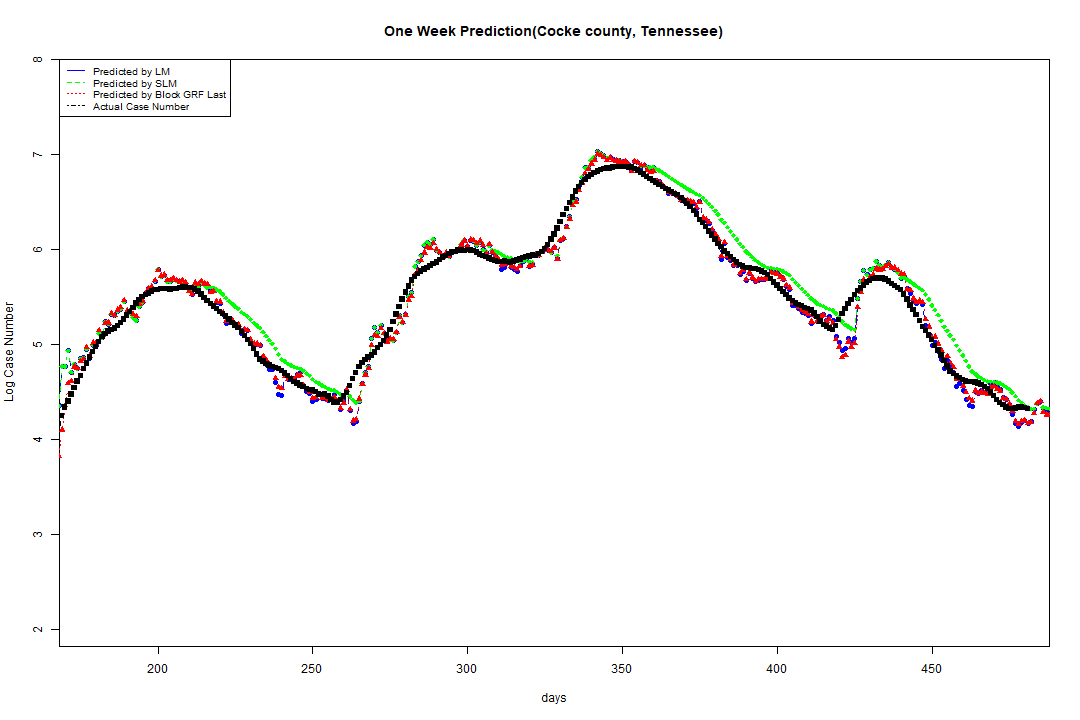 One Week Prediction(Cocke county, Tennessee)
Predicted by LM
Predicted by SLM
Predicted by Block GRF Last
Actual Case Number
8
7
6
5
4
3
2
Log Case Number
200 250 300 350 400 450
days